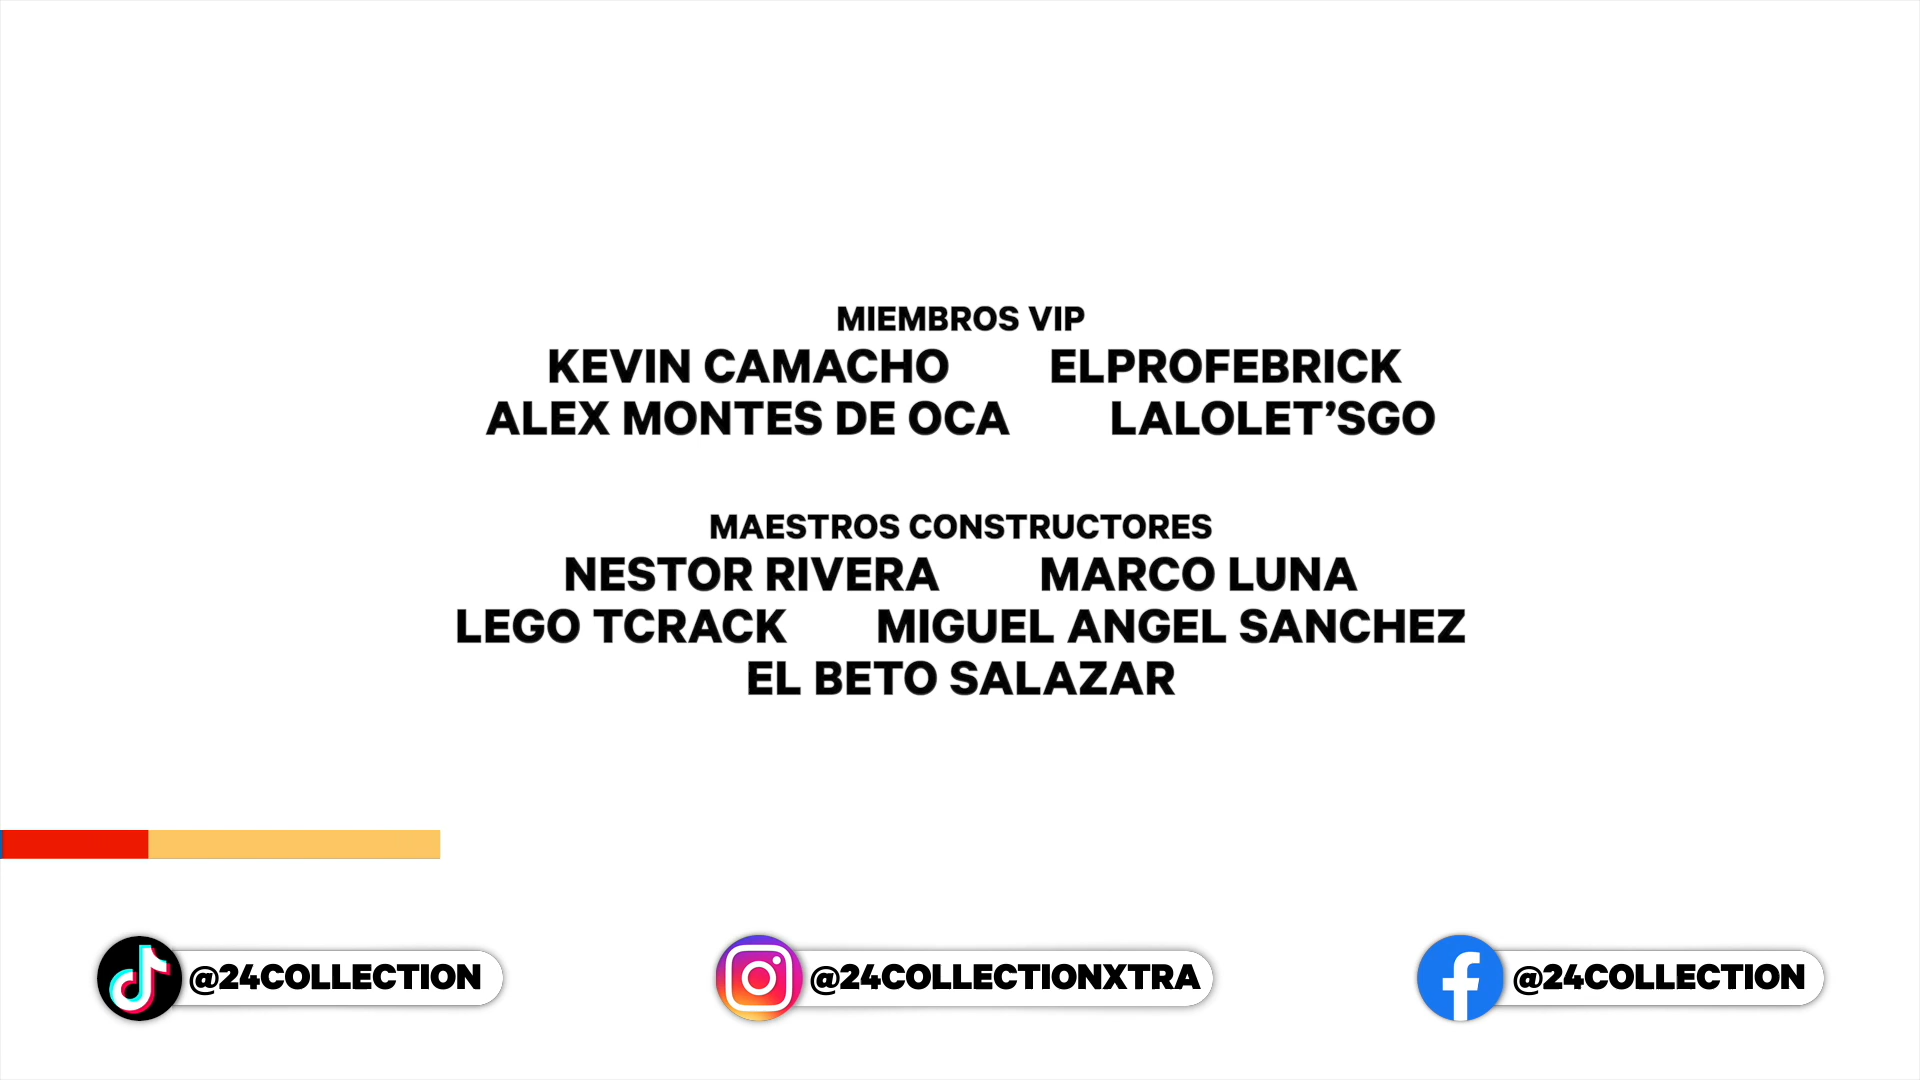 MIEMBROS VIP
KEVIN CAMACHO ELPROFEBRICK
ALEX MONTES DE OCA LALOLET’SGO
MAESTROS CONSTRUCTORES
NESTOR RIVERA MARCO LUNA
LEGO TCRACK MIGUEL ANGEL SANCHEZ
EL BETO SALAZAR
@24COLLECTION @24COLLECTIONXTRA @24COLLECTION